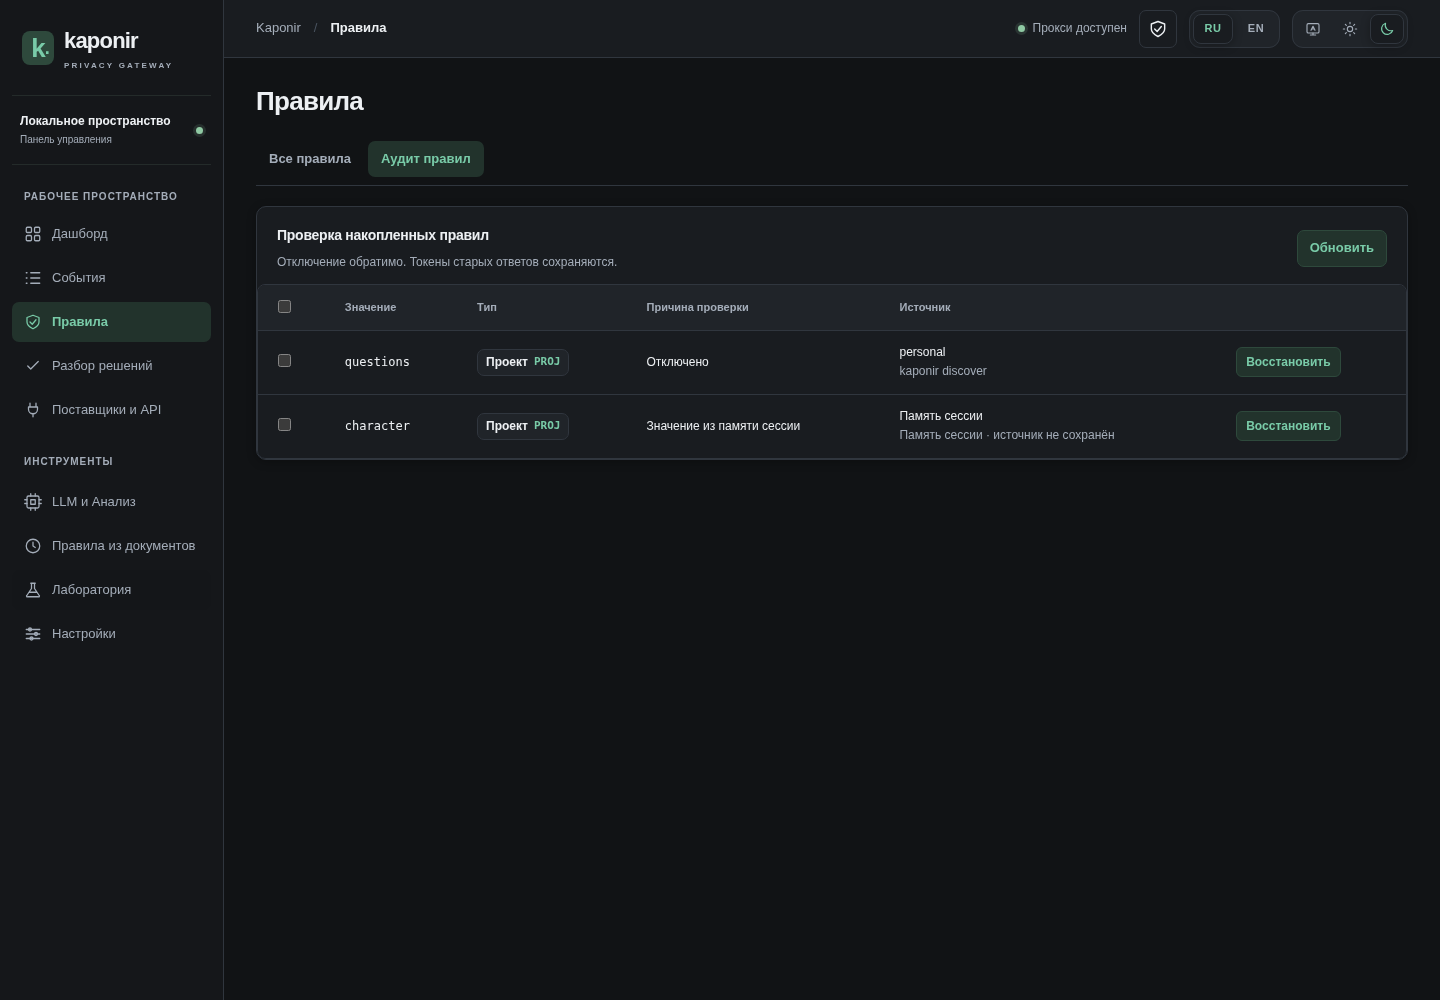 k.
kaponir
PRIVACY GATEWAY
Локальное пространство
Панель управления
РАБОЧЕЕ ПРОСТРАНСТВО
Дашборд
События
Правила
Разбор решений
Поставщики и API
ИНСТРУМЕНТЫ
LLM и Анализ
Правила из документов
Лаборатория
Настройки
Kaponir / Правила
Прокси доступен
RU EN
Правила
Все правила Аудит правил
Проверка накопленных правил
Отключение обратимо. Токены старых ответов сохраняются.
Обновить
Значение Тип Причина проверки Источник
questions Проект PROJ Отключено personal
kaponir discover
Восстановить
character Проект PROJ Значение из памяти сессии Память сессии
Память сессии · источник не сохранён
Восстановить